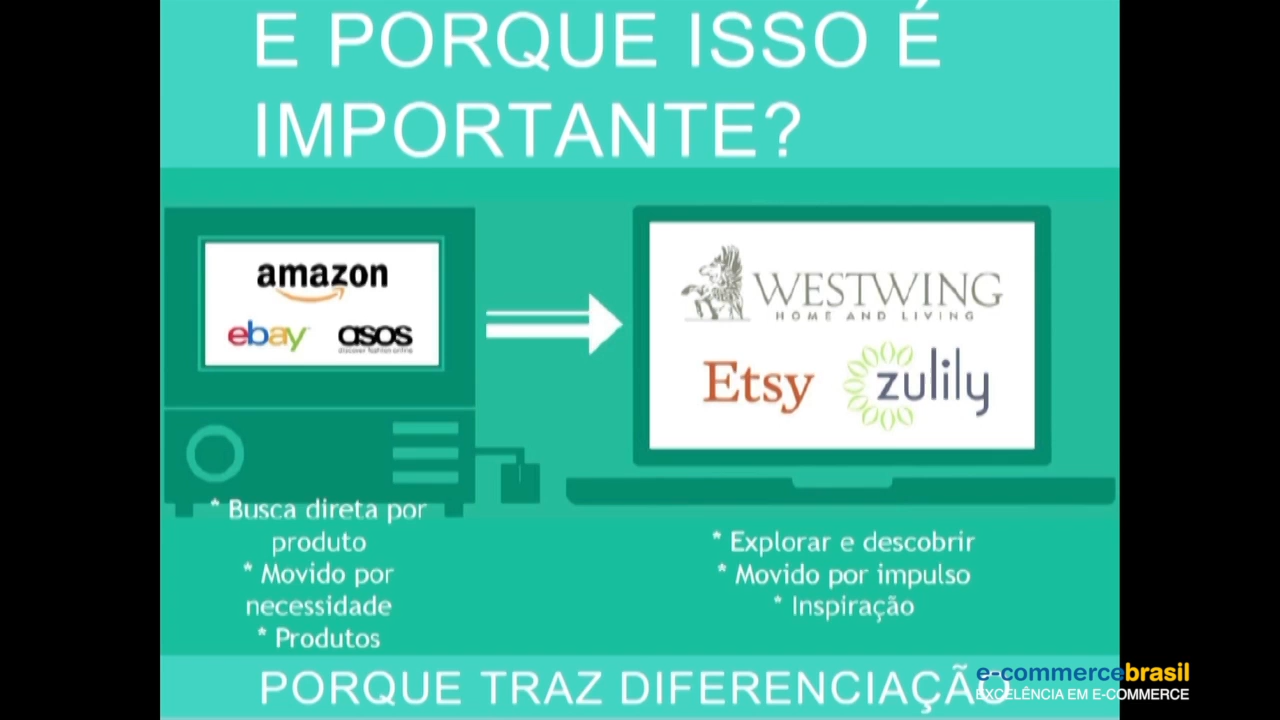 E PORQUE ISSO É
IMPORTANTE?
amazon
ebay
asos
discover fashion online
WESTWING
HOME AND LIVING
Etsy
zulily
* Busca direta por
produto
* Movido por
necessidade
* Produtos
* Explorar e descobrir
* Movido por impulso
* Inspiração
PORQUE TRAZ DIFERENCIAÇÃO
e-commercebrasil
EXCELÊNCIA EM E-COMMERCE